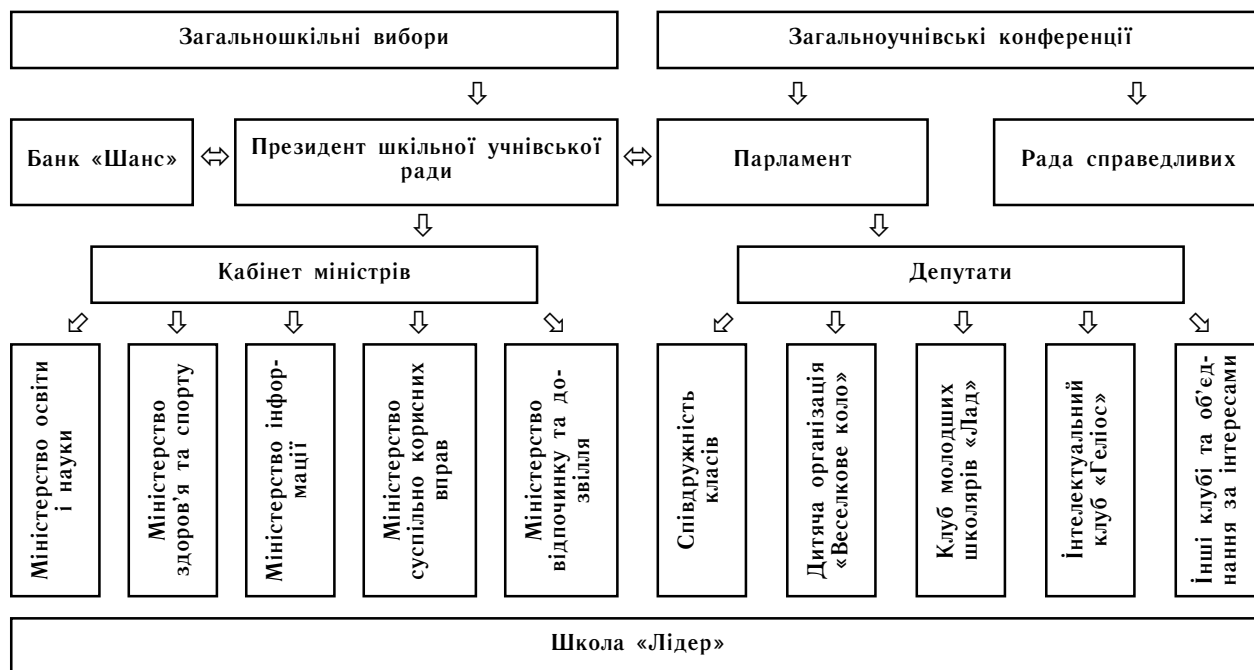 Загальношкільні вибори
Загальноучнівські конференції
Банк «Шанс»
Президент шкільної учнівської
ради
Парламент
Рада справедливих
Кабінет міністрів
Депутати
Міністерство освіти
і науки
Міністерство
здоров’я та спорту
Міністерство інфор-
мації
Міністерство
суспільно корисних
вправ
Міністерство
відпочинку та до-
звілля
Співдружність
класів
Дитяча організація
«Веселкове коло»
Клуб молодших
школярів «Лад»
Інтелектуальний
клуб «Геліос»
Інші клубі та об’єд-
нання за інтересами
Школа «Лідер»